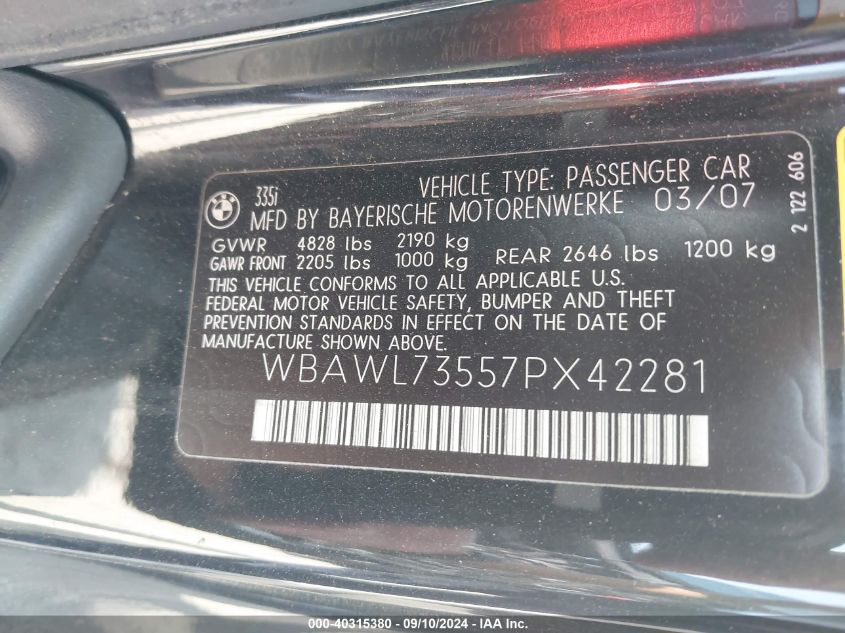 BMW
335i
VEHICLE TYPE: PASSENGER CAR
MFD BY BAYERISCHE MOTORENWERKE 03/07
GVWR 4828 lbs 2190 kg
GAWR FRONT 2205 lbs 1000 kg REAR 2646 lbs 1200 kg
THIS VEHICLE CONFORMS TO ALL APPLICABLE U.S.
FEDERAL MOTOR VEHICLE SAFETY, BUMPER AND THEFT
PREVENTION STANDARDS IN EFFECT ON THE DATE OF
MANUFACTURE SHOWN ABOVE.
WBAWL73557PX42281
2 122 606
000-40315380 - 09/10/2024 - IAA Inc.